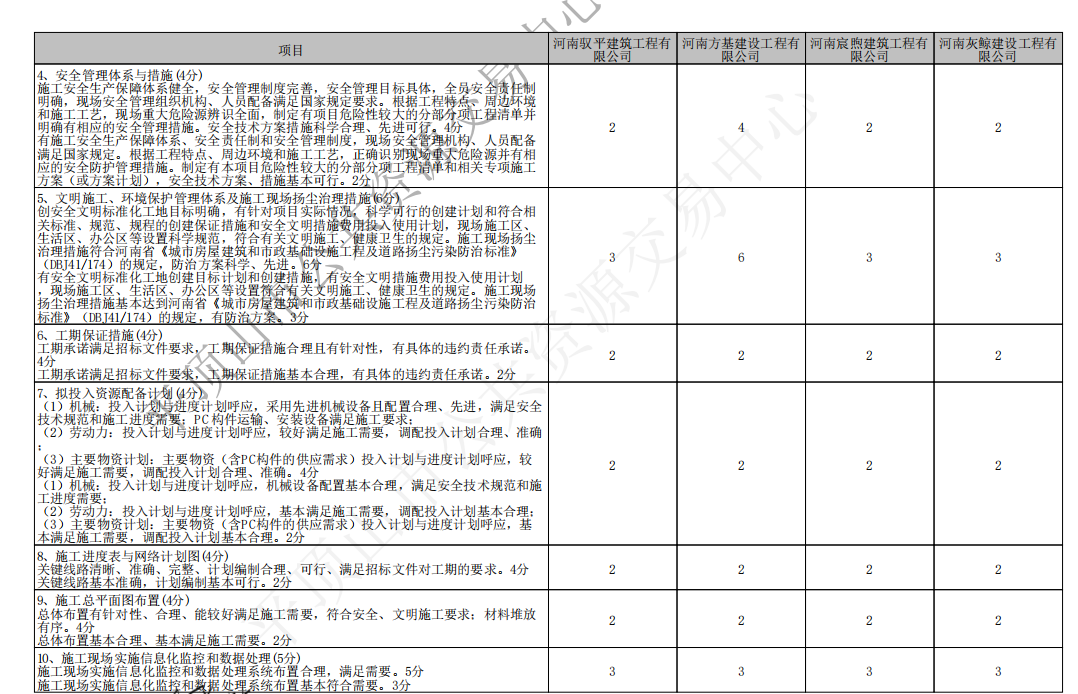 项目
河南驭平建筑工程有
限公司
河南方基建设工程有
限公司
河南宸煦建筑工程有
限公司
河南灰鲸建设工程有
限公司
4、安全管理体系与措施(4分)
施工安全生产保障体系健全，安全管理制度完善，安全管理目标具体，全员安全责任制
明确，现场安全管理组织机构、人员配备满足国家规定要求。根据工程特点、周边环境
和施工工艺，现场重大危险源辨识全面，制定有项目危险性较大的分部分项工程清单并
明确有相应的安全管理措施。安全技术方案措施科学合理、先进可行。4分
有施工安全生产保障体系、安全责任制和安全管理制度，现场安全管理机构、人员配备
满足国家规定。根据工程特点、周边环境和施工工艺，正确识别现场重大危险源并有相
应的安全防护管理措施。制定有本项目危险性较大的分部分项工程清单和相关专项施工
方案（或方案计划），安全技术方案、措施基本可行。2分
2
4
2
2
5、文明施工、环境保护管理体系及施工现场扬尘治理措施(6分)
创安全文明标准化工地目标明确，有针对项目实际情况、科学可行的创建计划和符合相
关标准、规范、规程的创建保障措施和安全文明措施费用投入使用计划，现场施工区、
生活区、办公区等设置科学规范，符合有关文明施工、健康卫生的规定。施工现场扬尘
治理措施符合河南省《城市房屋建筑和市政基础设施工程及道路扬尘污染防治标准》
（DBJ41/174）的规定，防治方案科学、先进。6分
有安全文明标准化工地创建目标计划和创建措施，有安全文明措施费用投入使用计划
，现场施工区、生活区、办公区等设置符合有关文明施工、健康卫生的规定。施工现场
扬尘治理措施基本达到河南省《城市房屋建筑和市政基础设施工程及道路扬尘污染防治
标准》（DBJ41/174）的规定，有防治方案。3分
3
6
3
3
6、工期保证措施(4分)
工期承诺满足招标文件要求，工期保证措施合理且有针对性，有具体的违约责任承诺。
4分
工期承诺满足招标文件要求，工期保证措施基本合理，有具体的违约责任承诺。2分
2
2
2
2
7、拟投入资源配备计划(4分)
（1）机械：投入计划与进度计划呼应，采用先进机械设备且配置合理、先进，满足安全
技术规范和施工进度需要；PC构件运输、安装设备满足施工要求；
（2）劳动力：投入计划与进度计划呼应，较好满足施工需要，调配投入计划合理、准确
；
（3）主要物资计划：主要物资（含PC构件的供应需求）投入计划与进度计划呼应，较
好满足施工需要，调配投入计划合理、准确。4分
（1）机械：投入计划与进度计划呼应，机械设备配置基本合理，满足安全技术规范和施
工进度需要；
（2）劳动力：投入计划与进度计划呼应，基本满足施工需要，调配投入计划基本合理；
（3）主要物资计划：主要物资（含PC构件的供应需求）投入计划与进度计划呼应，基
本满足施工需要，调配投入计划基本合理。2分
2
2
2
2
8、施工进度表与网络计划图(4分)
关键线路清晰、准确、完整、计划编制合理、可行、满足招标文件对工期的要求。4分
关键线路基本准确，计划编制基本可行。2分
2
2
2
2
9、施工总平面图布置(4分)
总体布置有针对性、合理、能较好满足施工需要，符合安全、文明施工要求；材料堆放
有序。4分
总体布置基本合理、基本满足施工需要。2分
2
2
2
2
10、施工现场实施信息化监控和数据处理(5分)
施工现场实施信息化监控和数据处理系统布置合理，满足需要。5分
施工现场实施信息化监控和数据处理系统布置基本符合需要。3分
3
3
3
3
平顶山市公共资源交易中心
平顶山市公共资源交易中心